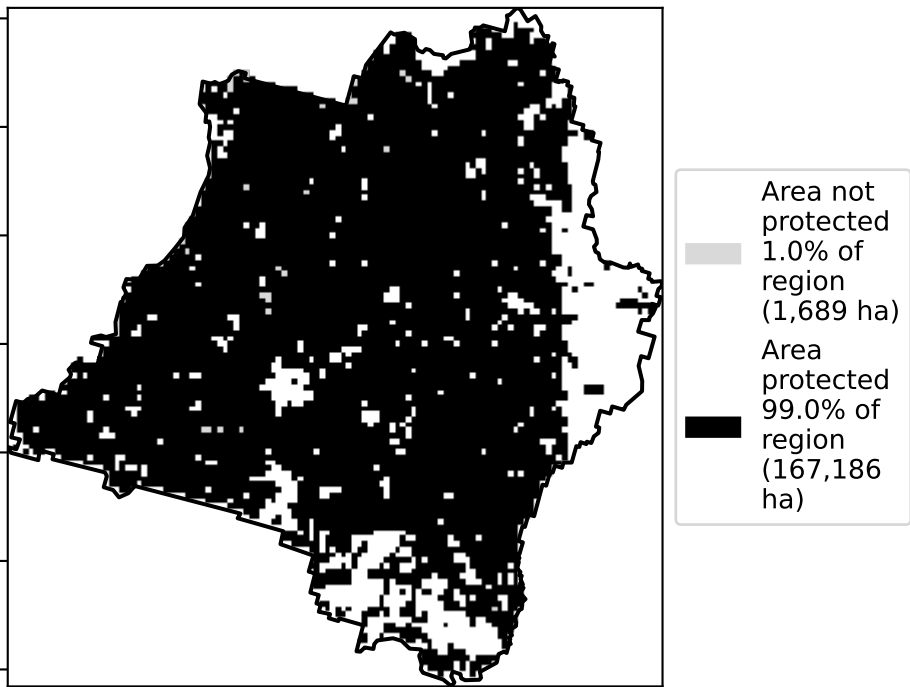 Area not
protected
1.0% of
region
(1,689 ha)
Area
protected
99.0% of
region
(167,186
ha)